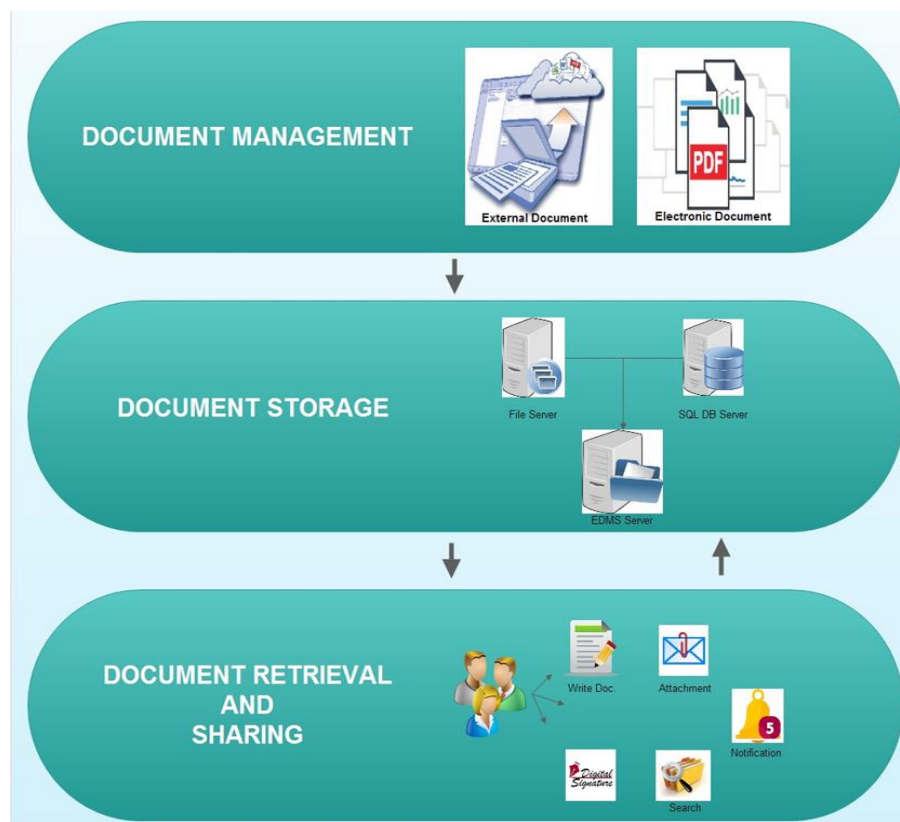 DOCUMENT MANAGEMENT
PDF
PDF
External Document
Electronic Document
DOCUMENT STORAGE
File Server
SQL DB Server
EDMS Server
DOCUMENT RETRIEVAL
AND
SHARING
Write Doc.
Attachment
5
Notification
Digital
Signature
Search